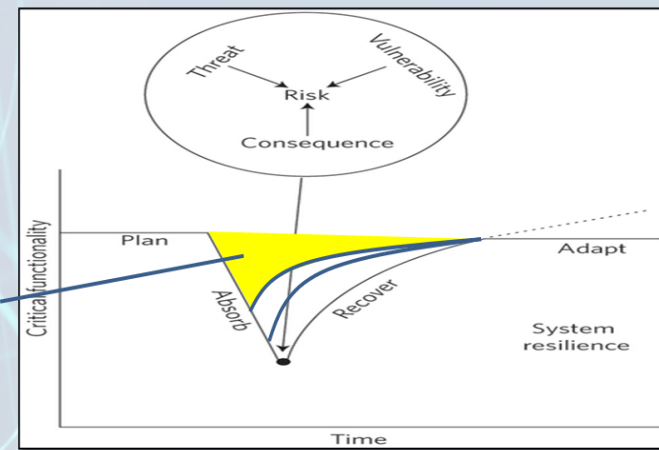 Threat
Vulnerability
Risk
Consequence
Critical functionality
Plan
Absorb
Recover
Adapt
System
resilience
Time